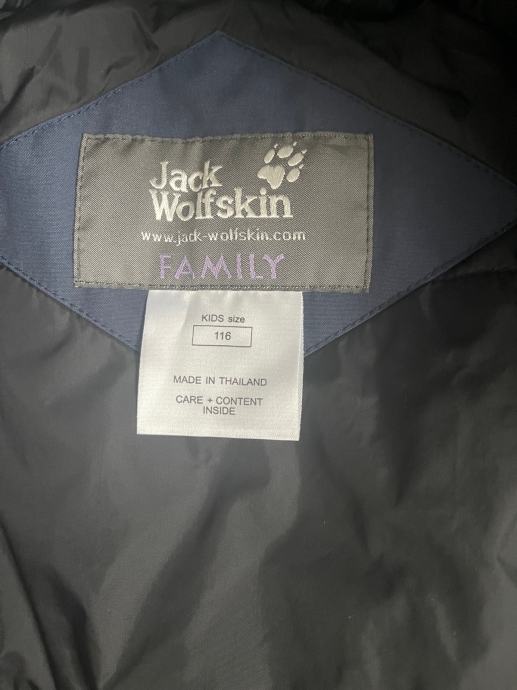 Jack
Wolfskin
www.jack-wolfskin.com
FAMILY
KIDS size
116
MADE IN THAILAND
CARE + CONTENT
INSIDE